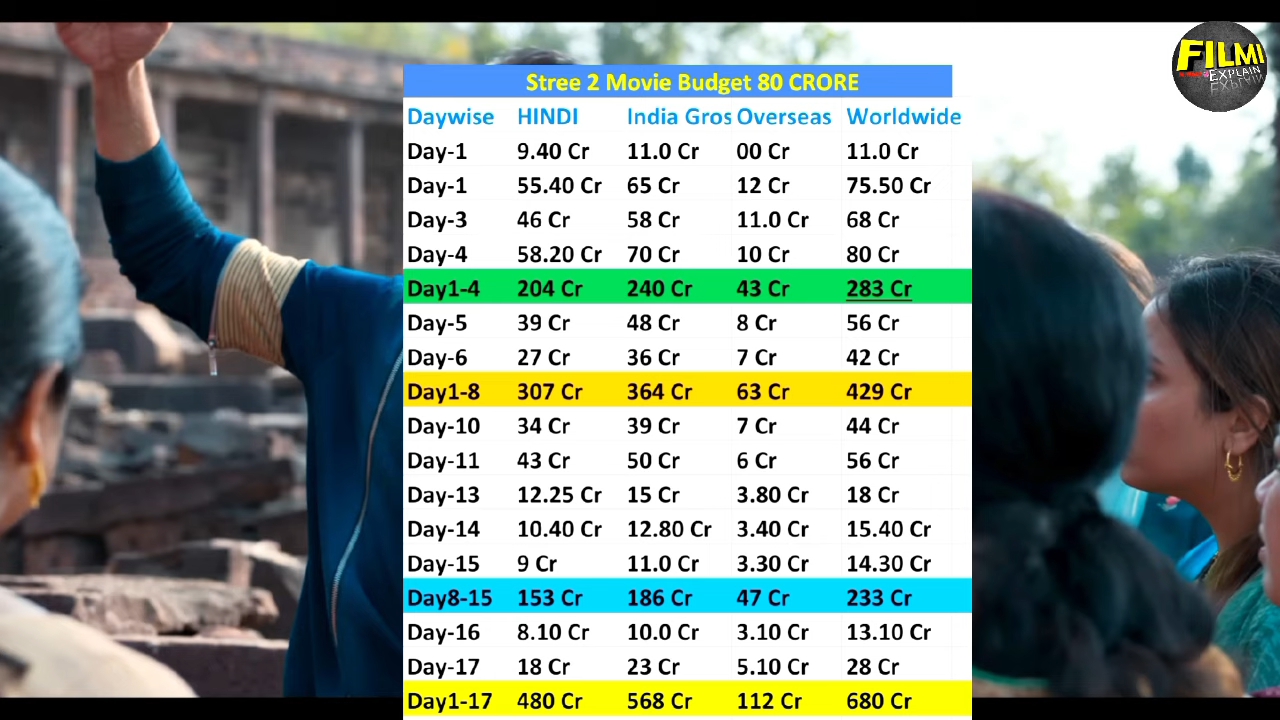 FILMI
EXPLAIN
Stree 2 Movie Budget 80 CRORE
Daywise HINDI India Gros Overseas Worldwide
Day-1 9.40 Cr 11.0 Cr 00 Cr 11.0 Cr
Day-1 55.40 Cr 65 Cr 12 Cr 75.50 Cr
Day-3 46 Cr 58 Cr 11.0 Cr 68 Cr
Day-4 58.20 Cr 70 Cr 10 Cr 80 Cr
Day1-4 204 Cr 240 Cr 43 Cr 283 Cr
Day-5 39 Cr 48 Cr 8 Cr 56 Cr
Day-6 27 Cr 36 Cr 7 Cr 42 Cr
Day1-8 307 Cr 364 Cr 63 Cr 429 Cr
Day-10 34 Cr 39 Cr 7 Cr 44 Cr
Day-11 43 Cr 50 Cr 6 Cr 56 Cr
Day-13 12.25 Cr 15 Cr 3.80 Cr 18 Cr
Day-14 10.40 Cr 12.80 Cr 3.40 Cr 15.40 Cr
Day-15 9 Cr 11.0 Cr 3.30 Cr 14.30 Cr
Day8-15 153 Cr 186 Cr 47 Cr 233 Cr
Day-16 8.10 Cr 10.0 Cr 3.10 Cr 13.10 Cr
Day-17 18 Cr 23 Cr 5.10 Cr 28 Cr
Day1-17 480 Cr 568 Cr 112 Cr 680 Cr